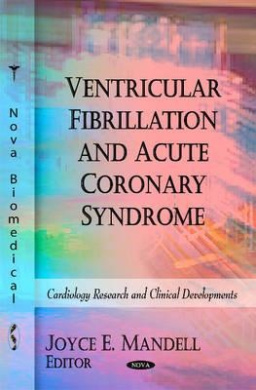 Nova Biomedical
VENTRICULAR
FIBRILLATION
AND ACUTE
CORONARY
SYNDROME
Cardiology Research and Clinical Developments
JOYCE E. MANDELL
EDITOR
NOVA